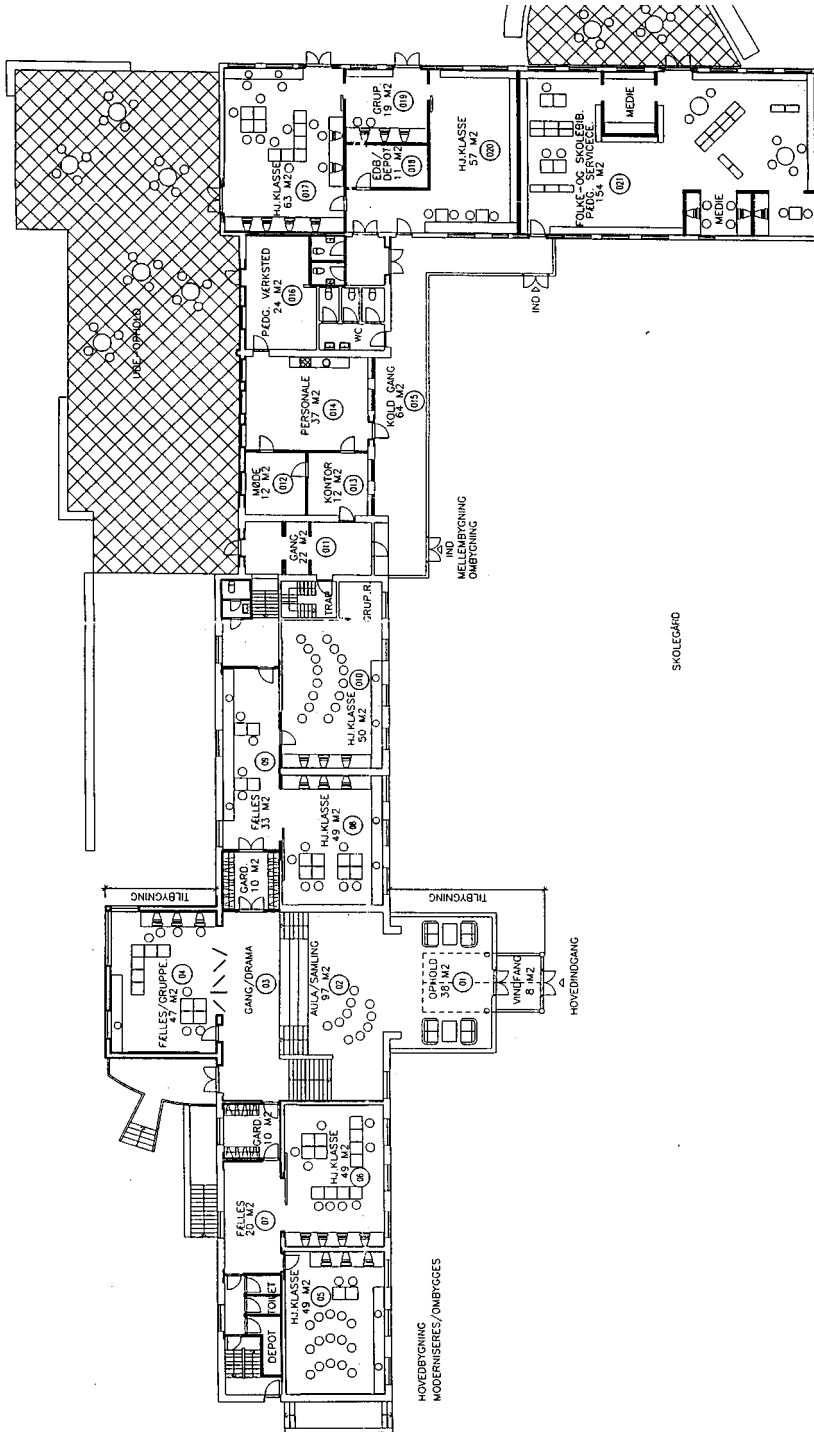 TILBYGNING
FÆLLES/GRUPPE.
47 M2
04
UDE-OPHOLD
DEPOT
TOILET
FÆLLES
20 M2
07
GARD.
10 M2
GANG/DRAMA
03
GARD.
10 M2
FÆLLES
33 M2
09
HJ.KLASSE
49 M2
05
HJ.KLASSE
49 M2
06
AULA/SAMLING
97 M2
02
HJ.KLASSE
49 M2
08
HJ.KLASSE
50 M2
010
TRAP
GRUP.R.
GANG
22 M2
011
MØDE
12 M2
012
KONTOR
12 M2
013
PERSONALE
37 M2
014
PÆDG. VÆRKSTED
24 M2
016
WC
KOLD GANG
64 M2
015
HJ.KLASSE
63 M2
017
EDB/
DEPOT
11 M2
018
GRUP.
19 M2
019
HJ.KLASSE
57 M2
020
FOLKE-OG SKOLEBIB.
PÆDG. SERVICECE.
154 M2
021
MEDIE
MEDIE
TILBYGNING
OPHOLD
38 M2
01
VINDFANG
8 M2
HOVEDINDGANG
IND
IND
MELLEMBYGNING
OMBYGNING
HOVEDBYGNING
MODERNISERES/OMBYGGES
SKOLEGÅRD